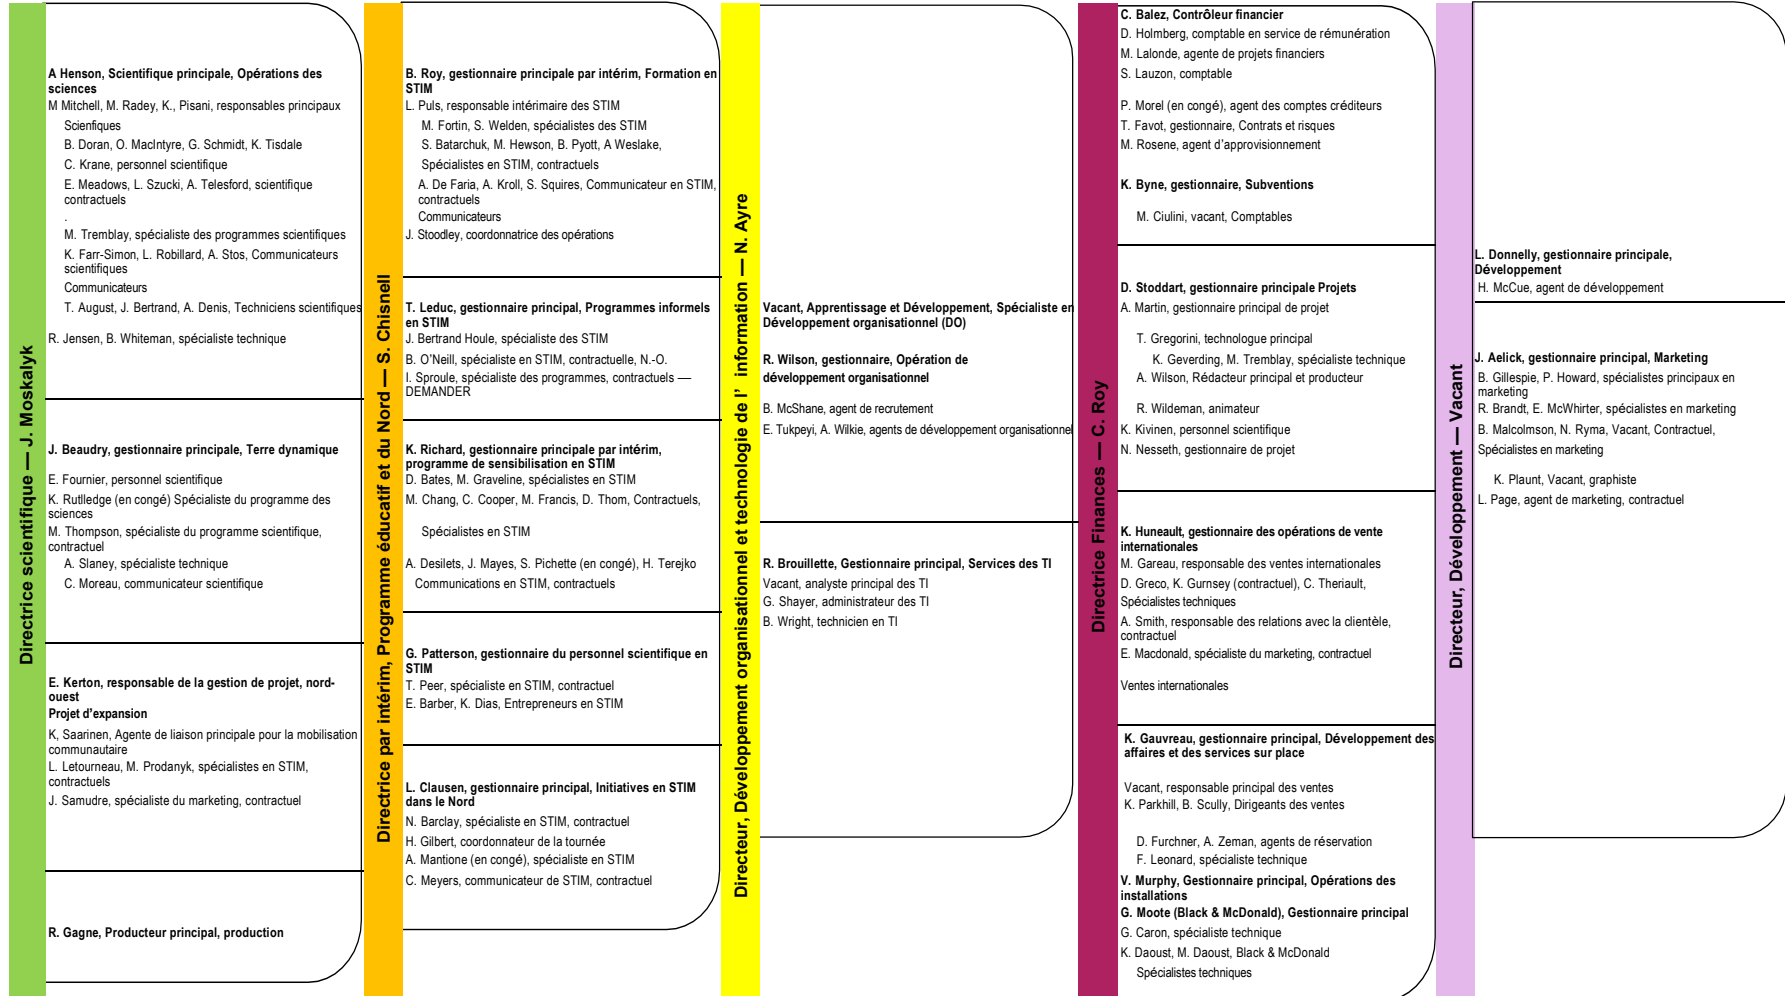 Directrice scientifique — J. Moskalyk
A Henson, Scientifique principale, Opérations des
sciences
M Mitchell, M. Radey, K., Pisani, responsables principaux
Scienfiques
B. Doran, O. MacIntyre, G. Schmidt, K. Tisdale
C. Krane, personnel scientifique
E. Meadows, L. Szucki, A. Telesford, scientifique
contractuels
.
M. Tremblay, spécialiste des programmes scientifiques
K. Farr-Simon, L. Robillard, A. Stos, Communicateurs
scientifiques
Communicateurs
T. August, J. Bertrand, A. Denis, Techniciens scientifiques
R. Jensen, B. Whiteman, spécialiste technique
J. Beaudry, gestionnaire principale, Terre dynamique
E. Fournier, personnel scientifique
K. Rutlledge (en congé) Spécialiste du programme des
sciences
M. Thompson, spécialiste du programme scientifique,
contractuel
A. Slaney, spécialiste technique
C. Moreau, communicateur scientifique
E. Kerton, responsable de la gestion de projet, nord-
ouest
Projet d'expansion
K, Saarinen, Agente de liaison principale pour la mobilisation
communautaire
L. Letourneau, M. Prodanyk, spécialistes en STIM,
contractuels
J. Samudre, spécialiste du marketing, contractuel
R. Gagne, Producteur principal, production
Directrice par intérim, Programme éducatif et du Nord — S. Chisnell
B. Roy, gestionnaire principale par intérim, Formation en
STIM
L. Puls, responsable intérimaire des STIM
M. Fortin, S. Welden, spécialistes des STIM
S. Batarchuk, M. Hewson, B. Pyott, A Weslake,
Spécialistes en STIM, contractuels
A. De Faria, A. Kroll, S. Squires, Communicateur en STIM,
contractuels
Communicateurs
J. Stoodley, coordonnatrice des opérations
T. Leduc, gestionnaire principal, Programmes informels
en STIM
J. Bertrand Houle, spécialiste des STIM
B. O'Neill, spécialiste en STIM, contractuelle, N.-O.
I. Sproule, spécialiste des programmes, contractuels —
DEMANDER
K. Richard, gestionnaire principale par intérim,
programme de sensibilisation en STIM
D. Bates, M. Graveline, spécialistes en STIM
M. Chang, C. Cooper, M. Francis, D. Thom, Contractuels,
Spécialistes en STIM
A. Desilets, J. Mayes, S. Pichette (en congé), H. Terejko
Communications en STIM, contractuels
G. Patterson, gestionnaire du personnel scientifique en
STIM
T. Peer, spécialiste en STIM, contractuel
E. Barber, K. Dias, Entrepreneurs en STIM
L. Clausen, gestionnaire principal, Initiatives en STIM
dans le Nord
N. Barclay, spécialiste en STIM, contractuel
H. Gilbert, coordonnateur de la tournée
A. Mantione (en congé), spécialiste en STIM
C. Meyers, communicateur de STIM, contractuel
Directeur, Développement organisationnel et technologie de l' information — N. Ayre
Vacant, Apprentissage et Développement, Spécialiste en
Développement organisationnel (DO)
R. Wilson, gestionnaire, Opération de
développement organisationnel
B. McShane, agent de recrutement
E. Tukpeyi, A. Wilkie, agents de développement organisationnel
R. Brouillette, Gestionnaire principal, Services des TI
Vacant, analyste principal des TI
G. Shayer, administrateur des TI
B. Wright, technicien en TI
Directrice Finances — C. Roy
C. Balez, Contrôleur financier
D. Holmberg, comptable en service de rémunération
M. Lalonde, agente de projets financiers
S. Lauzon, comptable
P. Morel (en congé), agent des comptes créditeurs
T. Favot, gestionnaire, Contrats et risques
M. Rosene, agent d'approvisionnement
K. Byne, gestionnaire, Subventions
M. Ciulini, vacant, Comptables
D. Stoddart, gestionnaire principale Projets
A. Martin, gestionnaire principal de projet
T. Gregorini, technologue principal
K. Geverding, M. Tremblay, spécialiste technique
A. Wilson, Rédacteur principal et producteur
R. Wildeman, animateur
K. Kivinen, personnel scientifique
N. Nesseth, gestionnaire de projet
K. Huneault, gestionnaire des opérations de vente
internationales
M. Gareau, responsable des ventes internationales
D. Greco, K. Gurnsey (contractuel), C. Theriault,
Spécialistes techniques
A. Smith, responsable des relations avec la clientèle,
contractuel
E. Macdonald, spécialiste du marketing, contractuel
Ventes internationales
K. Gauvreau, gestionnaire principal, Développement des
affaires et des services sur place
Vacant, responsable principal des ventes
K. Parkhill, B. Scully, Dirigeants des ventes
D. Furchner, A. Zeman, agents de réservation
F. Leonard, spécialiste technique
V. Murphy, Gestionnaire principal, Opérations des
installations
G. Moote (Black & McDonald), Gestionnaire principal
G. Caron, spécialiste technique
K. Daoust, M. Daoust, Black & McDonald
Spécialistes techniques
Directeur, Développement — Vacant
L. Donnelly, gestionnaire principale,
Développement
H. McCue, agent de développement
J. Aelick, gestionnaire principal, Marketing
B. Gillespie, P. Howard, spécialistes principaux en
marketing
R. Brandt, E. McWhirter, spécialistes en marketing
B. Malcolmson, N. Ryma, Vacant, Contractuel,
Spécialistes en marketing
K. Plaunt, Vacant, graphiste
L. Page, agent de marketing, contractuel